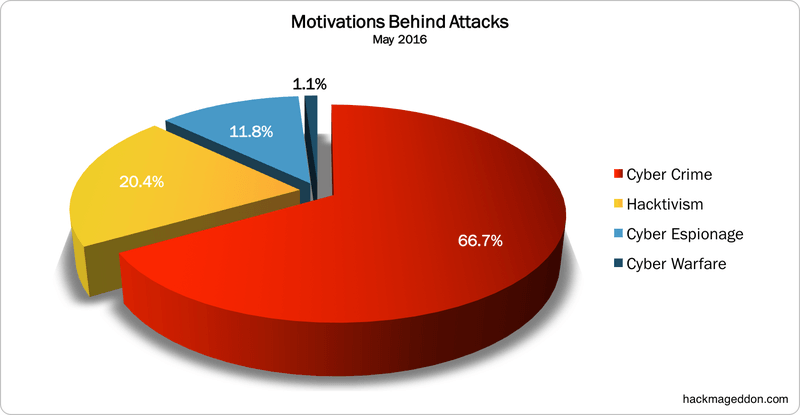 Motivations Behind Attacks
May 2016
1.1%
11.8%
20.4%
66.7%
Cyber Crime
Hacktivism
Cyber Espionage
Cyber Warfare
hackmageddon.com